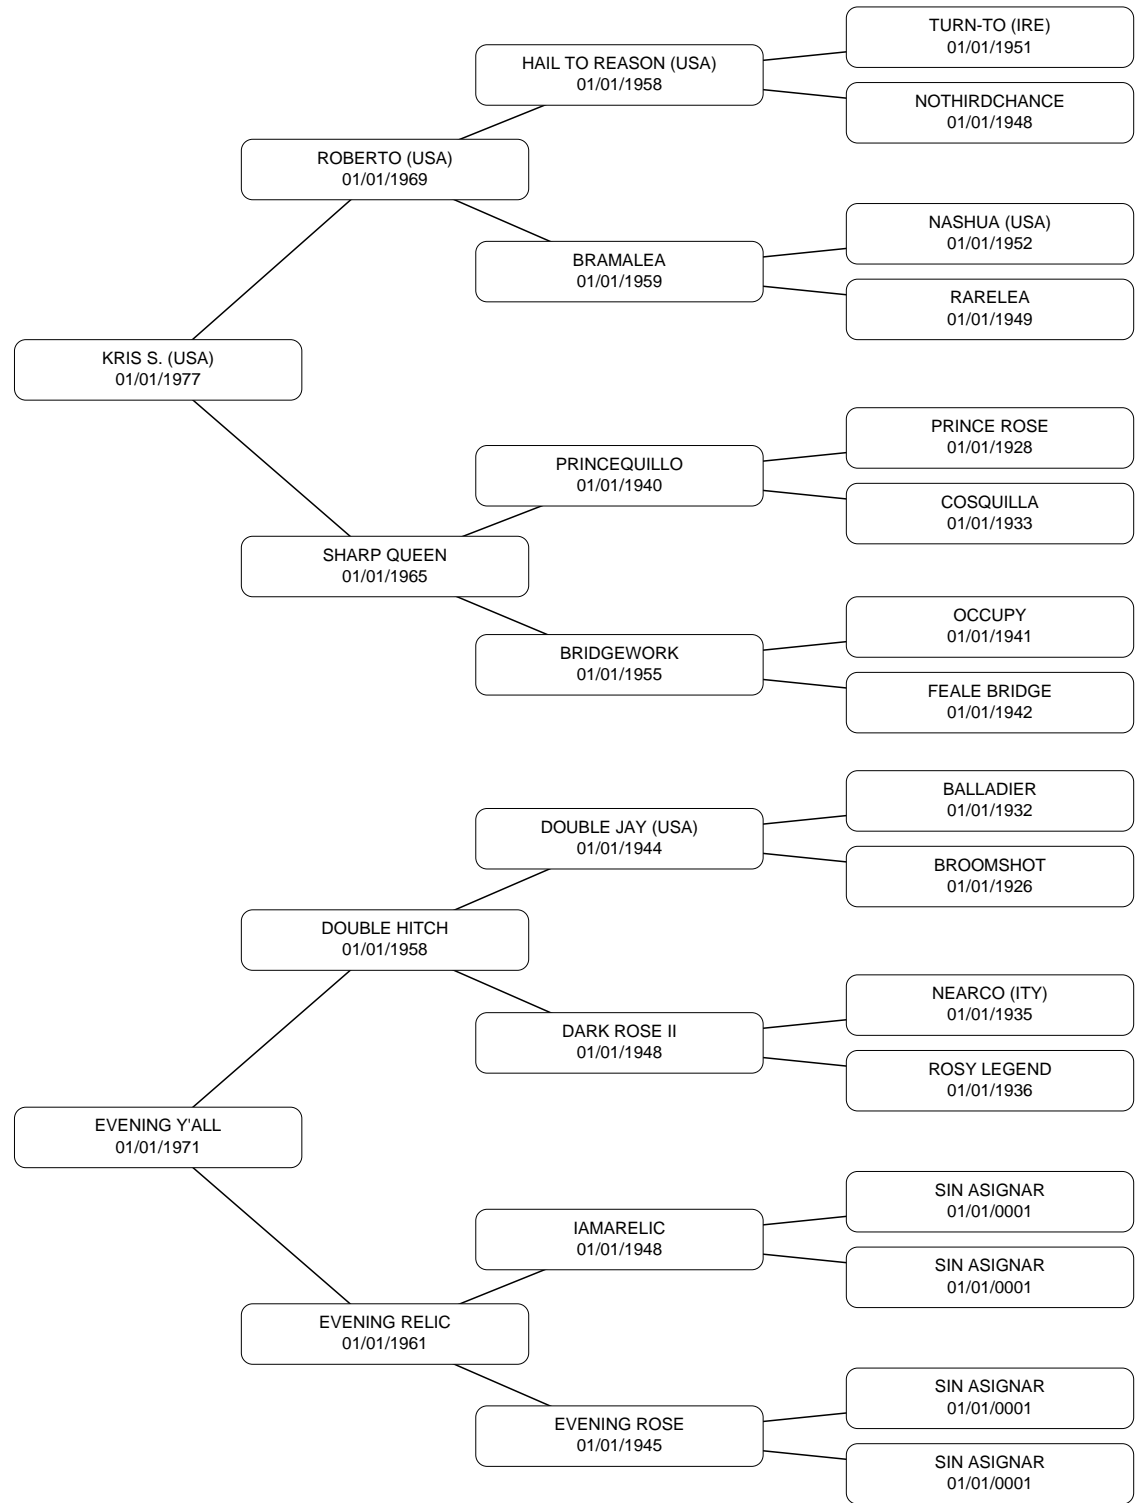 TURN-TO (IRE)
01/01/1951
HAIL TO REASON (USA)
01/01/1958
NOTHIRDCHANCE
01/01/1948
ROBERTO (USA)
01/01/1969
NASHUA (USA)
01/01/1952
BRAMALEA
01/01/1959
RARELEA
01/01/1949
KRIS S. (USA)
01/01/1977
PRINCE ROSE
01/01/1928
PRINCEQUILLO
01/01/1940
COSQUILLA
01/01/1933
SHARP QUEEN
01/01/1965
OCCUPY
01/01/1941
BRIDGEWORK
01/01/1955
FEALE BRIDGE
01/01/1942
BALLADIER
01/01/1932
DOUBLE JAY (USA)
01/01/1944
BROOMSHOT
01/01/1926
DOUBLE HITCH
01/01/1958
NEARCO (ITY)
01/01/1935
DARK ROSE II
01/01/1948
ROSY LEGEND
01/01/1936
EVENING Y'ALL
01/01/1971
SIN ASIGNAR
01/01/0001
IAMARELIC
01/01/1948
SIN ASIGNAR
01/01/0001
EVENING RELIC
01/01/1961
SIN ASIGNAR
01/01/0001
EVENING ROSE
01/01/1945
SIN ASIGNAR
01/01/0001